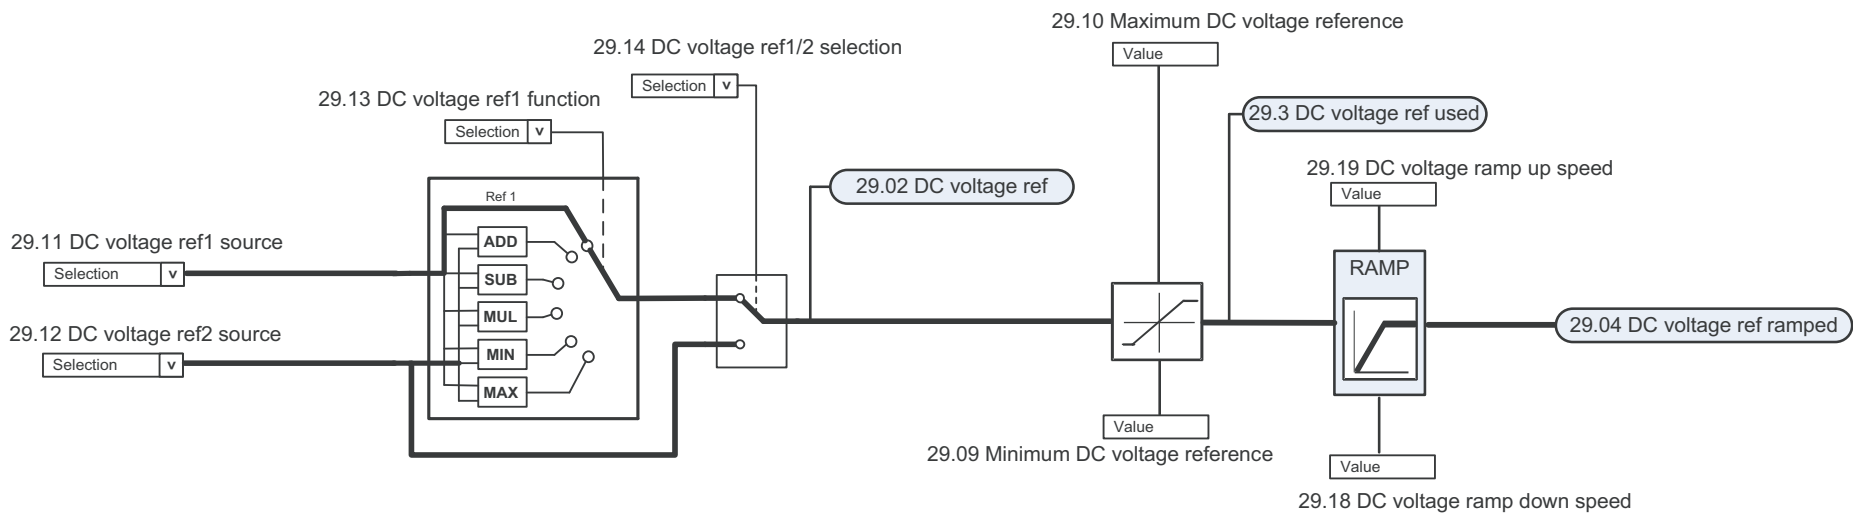 29.10 Maximum DC voltage reference
Value
29.14 DC voltage ref1/2 selection
Selection v
29.13 DC voltage ref1 function
Selection v
29.3 DC voltage ref used
29.19 DC voltage ramp up speed
Value
29.02 DC voltage ref
Ref 1
29.11 DC voltage ref1 source
Selection v
ADD
SUB
MUL
MIN
MAX
29.12 DC voltage ref2 source
Selection v
RAMP
29.04 DC voltage ref ramped
Value
29.09 Minimum DC voltage reference
Value
29.18 DC voltage ramp down speed